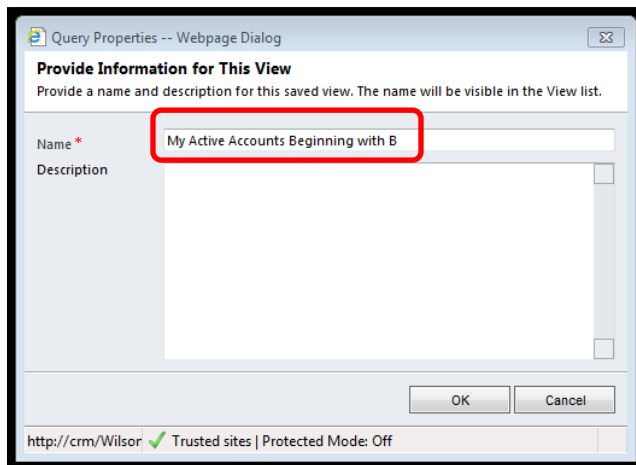 Query Properties -- Webpage Dialog
Provide Information for This View
Provide a name and description for this saved view. The name will be visible in the View list.
Name * My Active Accounts Beginning with B
Description
OK Cancel
http://crm/Wilsor Trusted sites | Protected Mode: Off